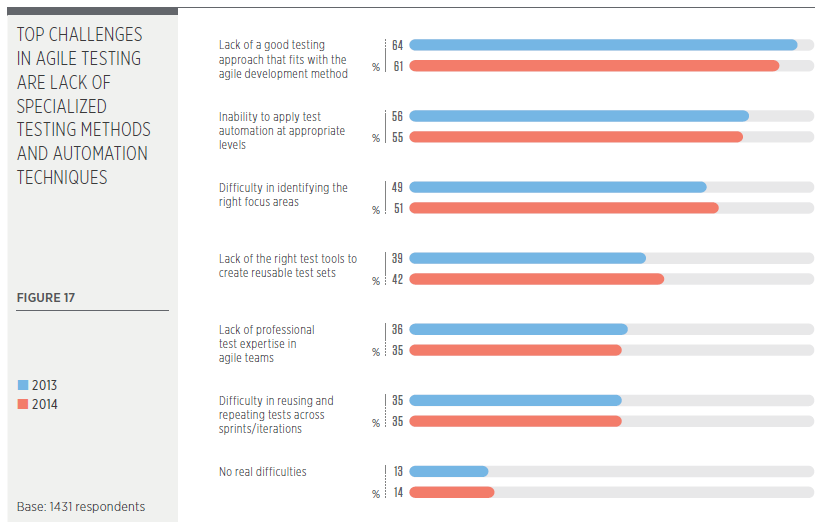 TOP CHALLENGES
IN AGILE TESTING
ARE LACK OF
SPECIALIZED
TESTING METHODS
AND AUTOMATION
TECHNIQUES
FIGURE 17
2013
2014
Base: 1431 respondents
Lack of a good testing
approach that fits with the
agile development method
64
% 61
Inability to apply test
automation at appropriate
levels
56
% 55
Difficulty in identifying the
right focus areas
49
% 51
Lack of the right test tools to
create reusable test sets
39
% 42
Lack of professional
test expertise in
agile teams
36
% 35
Difficulty in reusing and
repeating tests across
sprints/iterations
35
% 35
No real difficulties
13
% 14